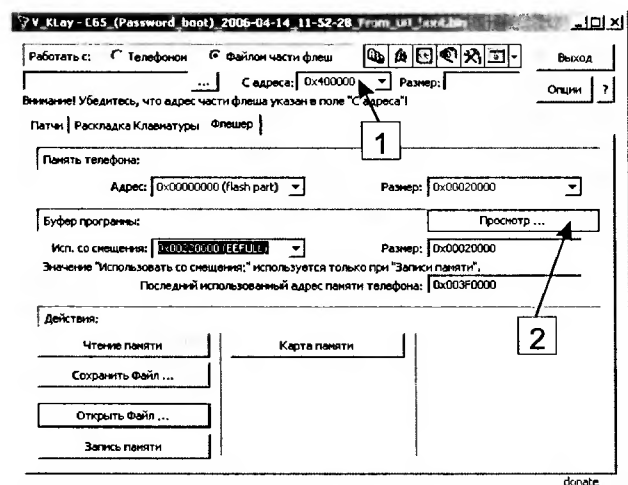 V_KLay - C65_(Password_boot)_2006-04-14_11-52-28_From_
Работать с: Телефоном Файлом части флеш Выход
... С адреса: 0x400000 Размер: Опции ?
Внимание! Убедитесь, что адрес части флеша указан в поле "С адреса"!
Патчи Раскладка Клавиатуры Флешер
1
Память телефона:
Адрес: 0x00000000 (flash part) Размер: 0x00020000
Буфер программы: Просмотр ...
Исп. со смещения: (EEFULL) Размер: 0x00020000
Значение "Использовать со смещения;" используется только при "Записи памяти".
Последний использованный адрес памяти телефона: 0x003F0000
2
Действия:
Чтение памяти Карта памяти
Сохранить Файл ...
Открыть Файл ...
Запись памяти
donate